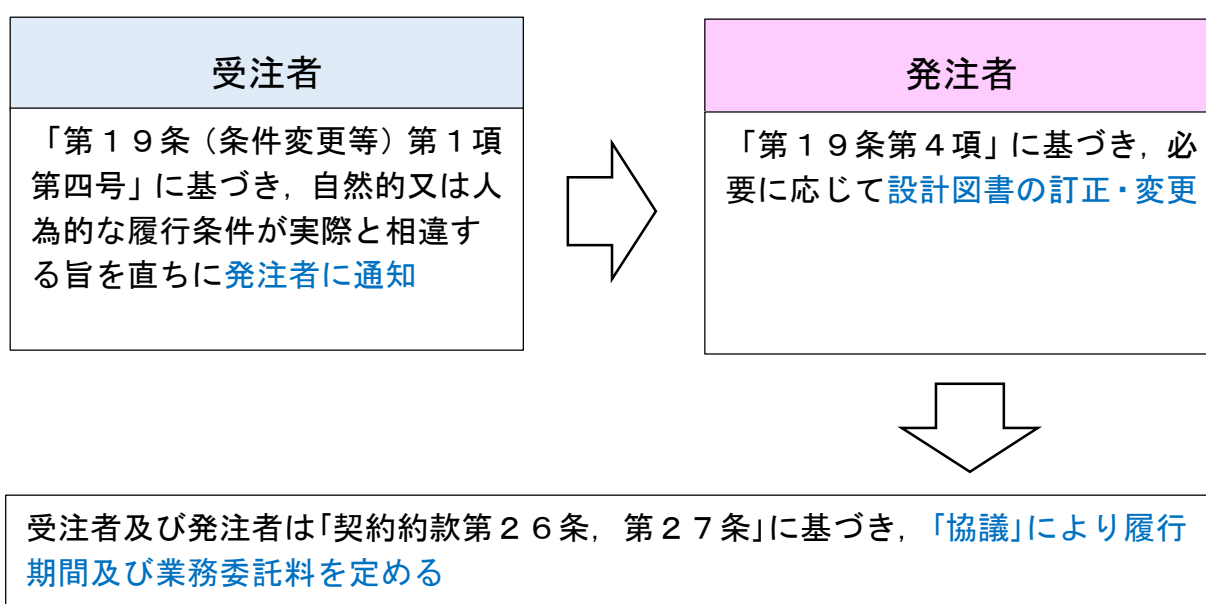 受注者
「第１９条（条件変更等）第１項
第四号」に基づき，自然的又は人
為的な履行条件が実際と相違す
る旨を直ちに発注者に通知
発注者
「第１９条第４項」に基づき，必
要に応じて設計図書の訂正・変更
受注者及び発注者は「契約約款第２６条，第２７条」に基づき，「協議」により履行
期間及び業務委託料を定める